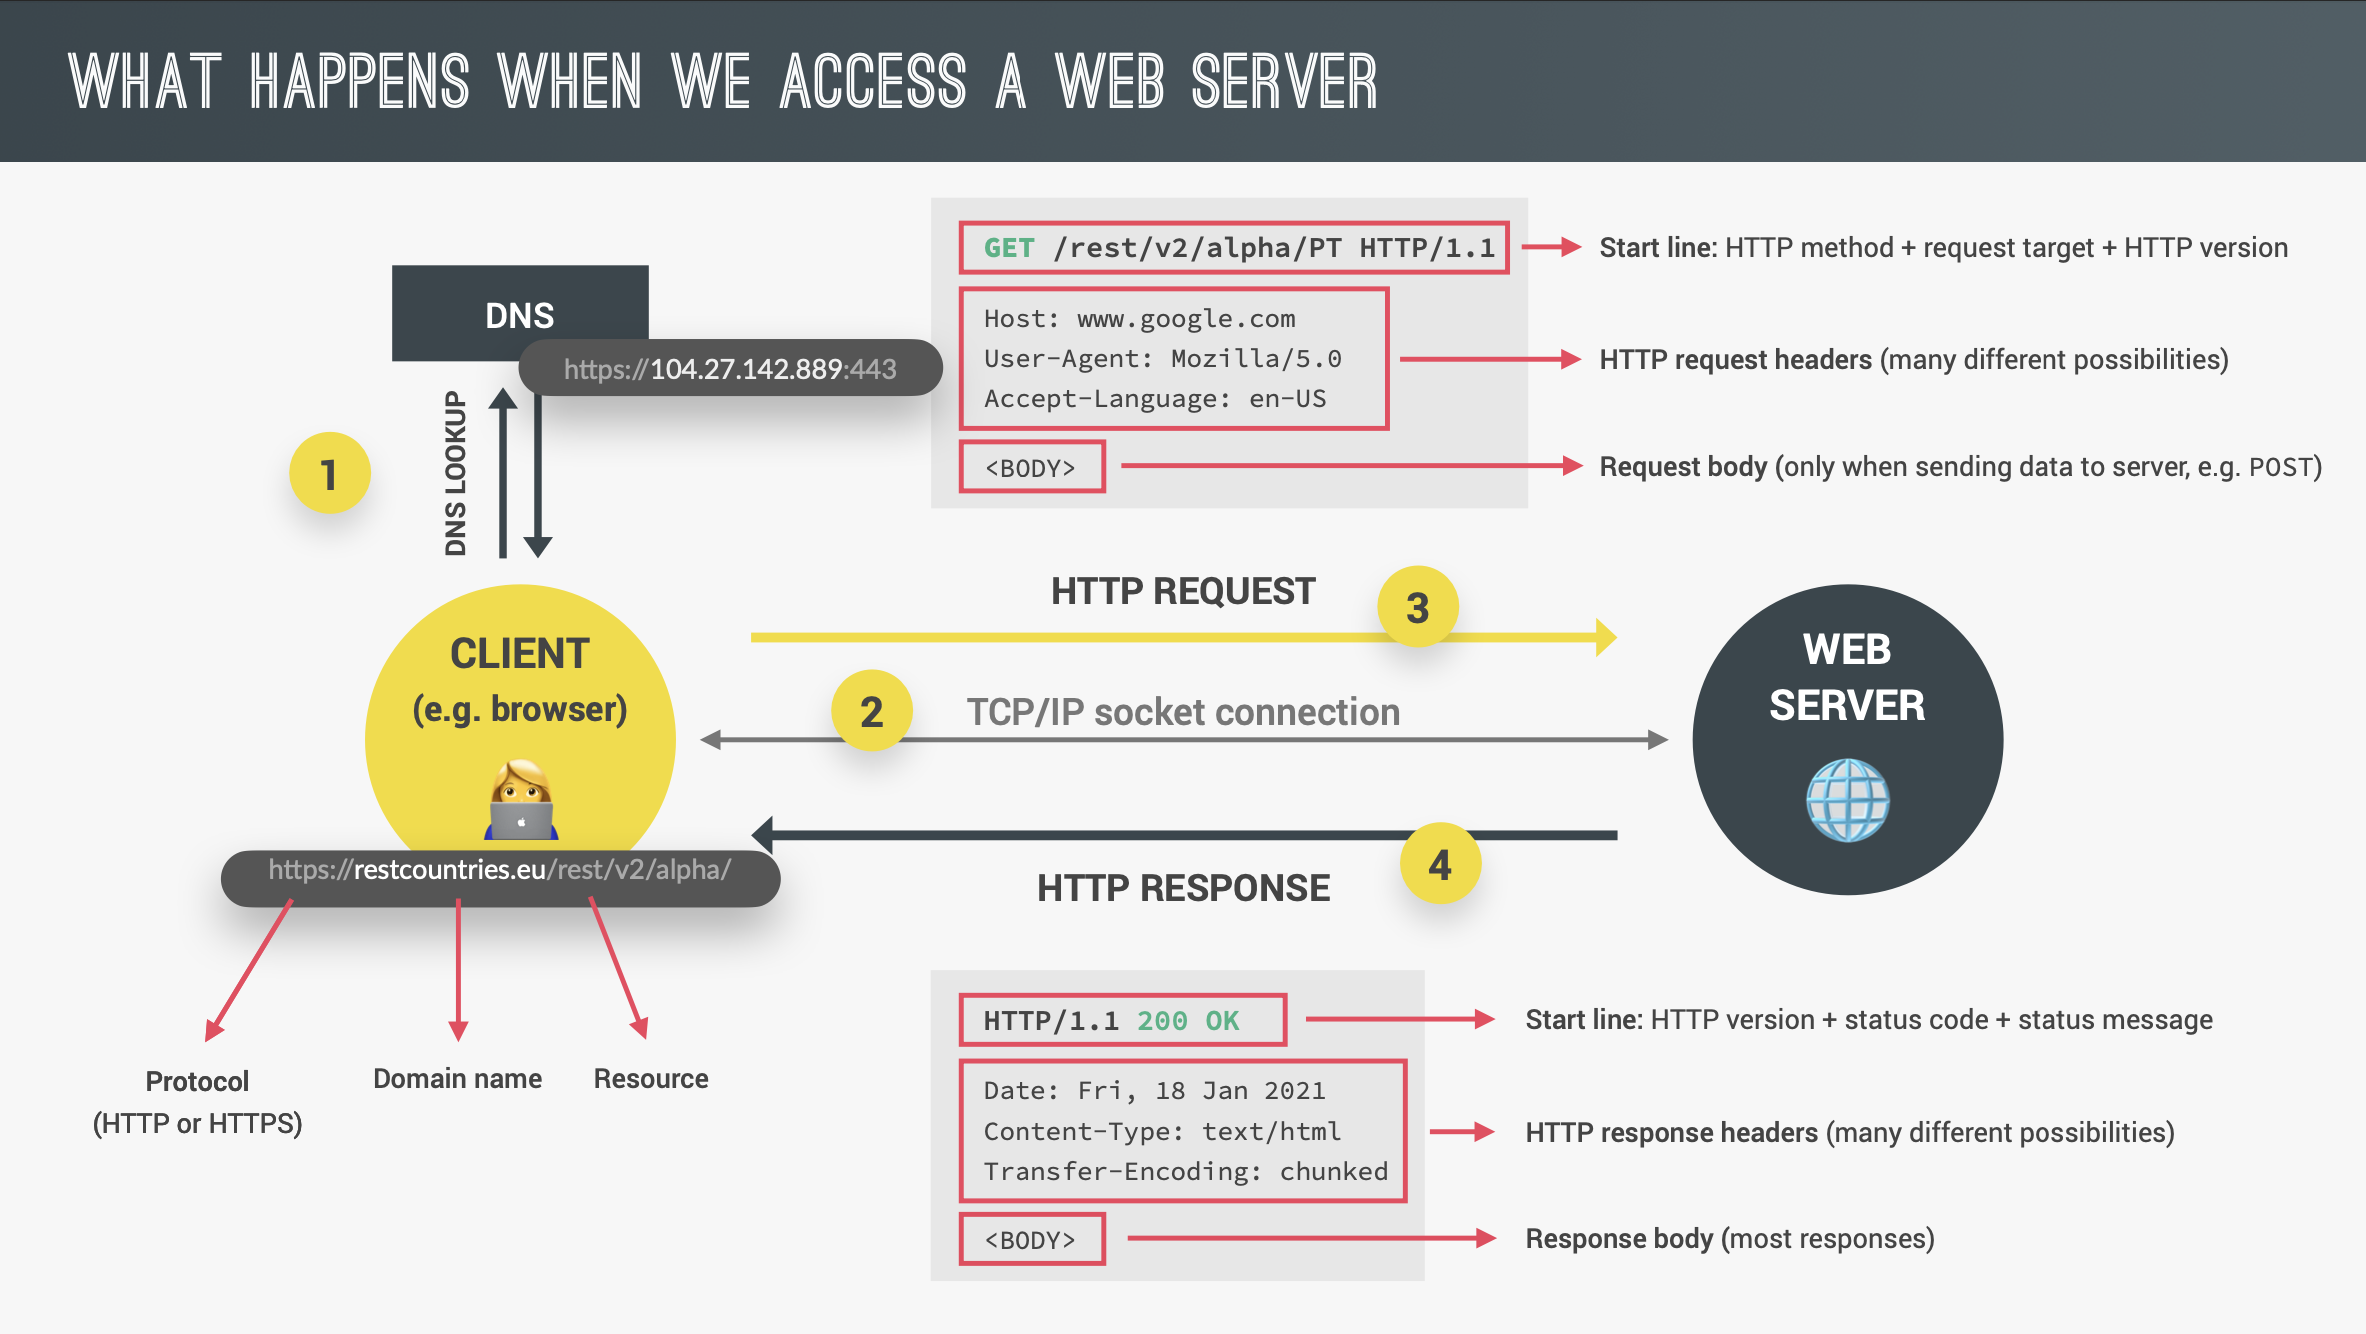 WHAT HAPPENS WHEN WE ACCESS A WEB SERVER
GET /rest/v2/alpha/PT HTTP/1.1
Start line: HTTP method + request target + HTTP version
Host: www.google.com
User-Agent: Mozilla/5.0
Accept-Language: en-US
HTTP request headers (many different possibilities)
<BODY>
Request body (only when sending data to server, e.g. POST)
DNS
https://104.27.142.889:443
DNS LOOKUP
1
HTTP REQUEST
3
CLIENT
(e.g. browser)
2
TCP/IP socket connection
WEB
SERVER
4
HTTP RESPONSE
https://restcountries.eu/rest/v2/alpha/
Protocol
(HTTP or HTTPS)
Domain name
Resource
HTTP/1.1 200 OK
Start line: HTTP version + status code + status message
Date: Fri, 18 Jan 2021
Content-Type: text/html
Transfer-Encoding: chunked
HTTP response headers (many different possibilities)
<BODY>
Response body (most responses)